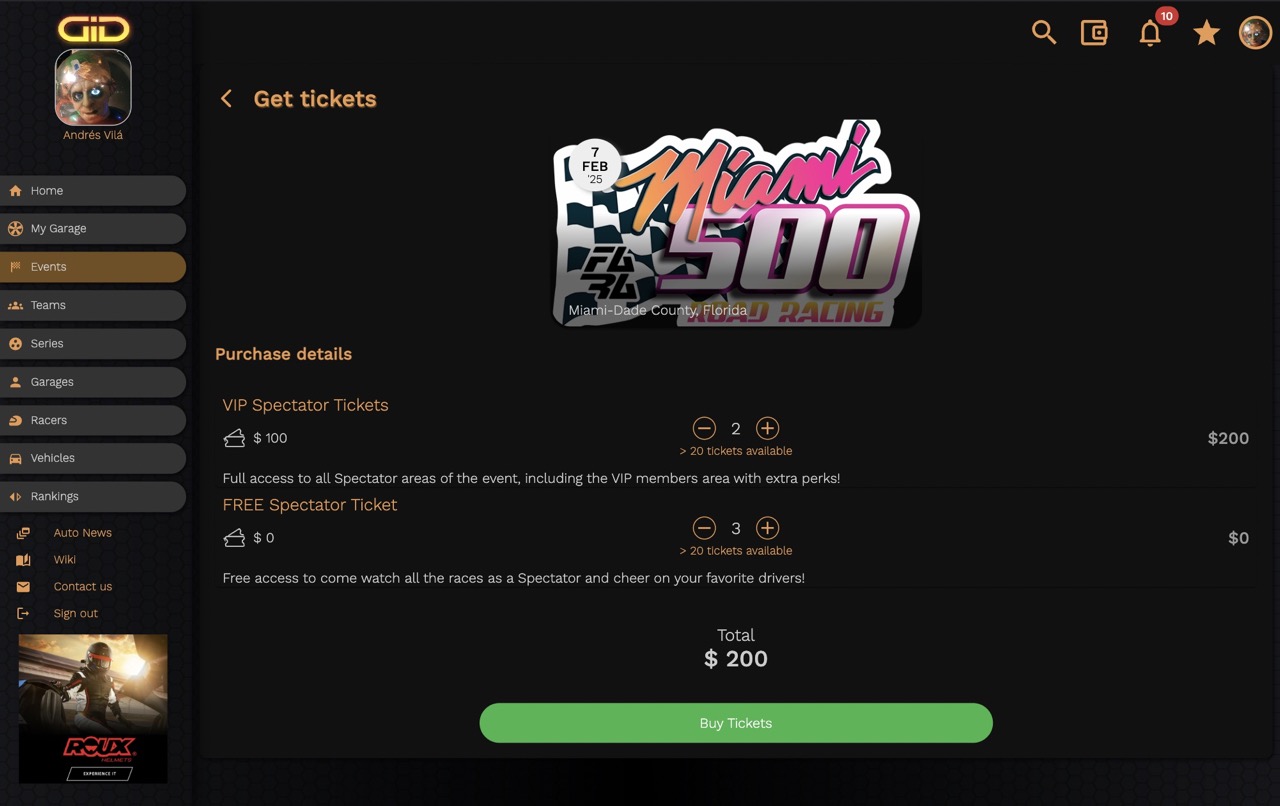 GID
Andrés Vilá
Home
My Garage
Events
Teams
Series
Garages
Racers
Vehicles
Rankings
Auto News
Wiki
Contact us
Sign out
ROUX
HELMETS
EXPERIENCE IT
10
Get tickets
7
FEB
'25
Miami
500
ROAD RACING
Miami-Dade County, Florida
Purchase details
VIP Spectator Tickets
$ 100
2
$200
> 20 tickets available
Full access to all Spectator areas of the event, including the VIP members area with extra perks!
FREE Spectator Ticket
$ 0
3
$0
> 20 tickets available
Free access to come watch all the races as a Spectator and cheer on your favorite drivers!
Total
$ 200
Buy Tickets